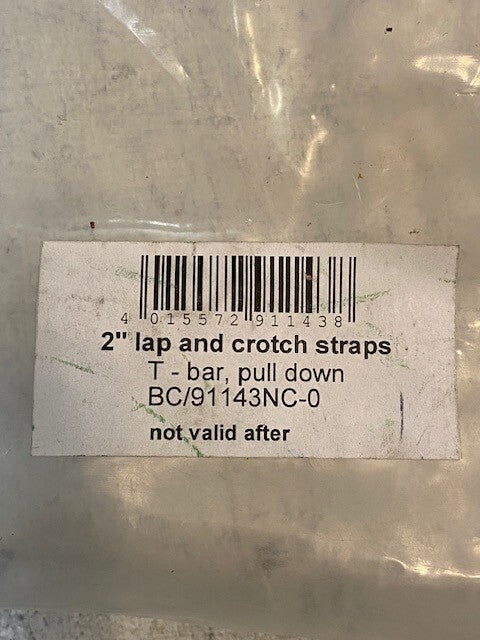 4 015572 911438
2" lap and crotch straps
T - bar, pull down
BC/91143NC-0
not valid after